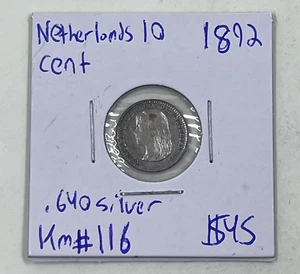 Netherlands 10 1892
cent
.640 silver
Km#116 $45